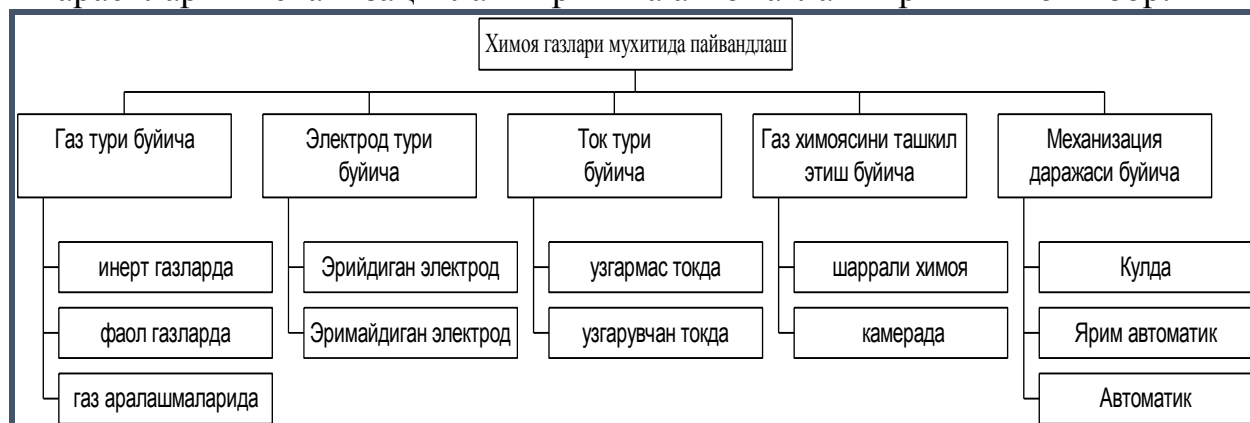 Химоя газлари мухитида пайвандлаш
Газ тури буйича
Электрод тури
буйича
Ток тури
буйича
Газ химоясини ташкил
этиш буйича
Механизация
даражаси буйича
инерт газларда
фаол газларда
газ аралашмаларида
Эрийдиган электрод
Эримайдиган электрод
узгармас токда
узгарувчан токда
шаррали химоя
камерада
Кулда
Ярим автоматик
Автоматик